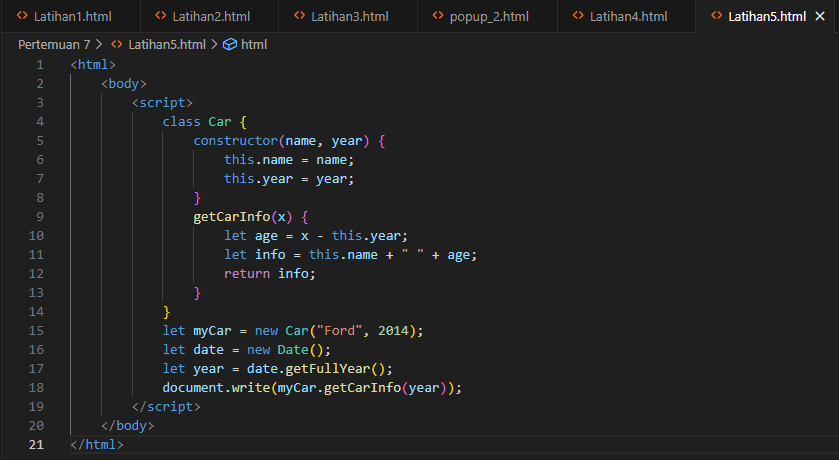 Latihan1.html Latihan2.html Latihan3.html popup_2.html Latihan4.html Latihan5.html
Pertemuan 7 > Latihan5.html > html
1 <html>
2 <body>
3 <script>
4 class Car {
5 constructor(name, year) {
6 this.name = name;
7 this.year = year;
8 }
9 getCarInfo(x) {
10 let age = x - this.year;
11 let info = this.name + " " + age;
12 return info;
13 }
14 }
15 let myCar = new Car("Ford", 2014);
16 let date = new Date();
17 let year = date.getFullYear();
18 document.write(myCar.getCarInfo(year));
19 </script>
20 </body>
21 </html>